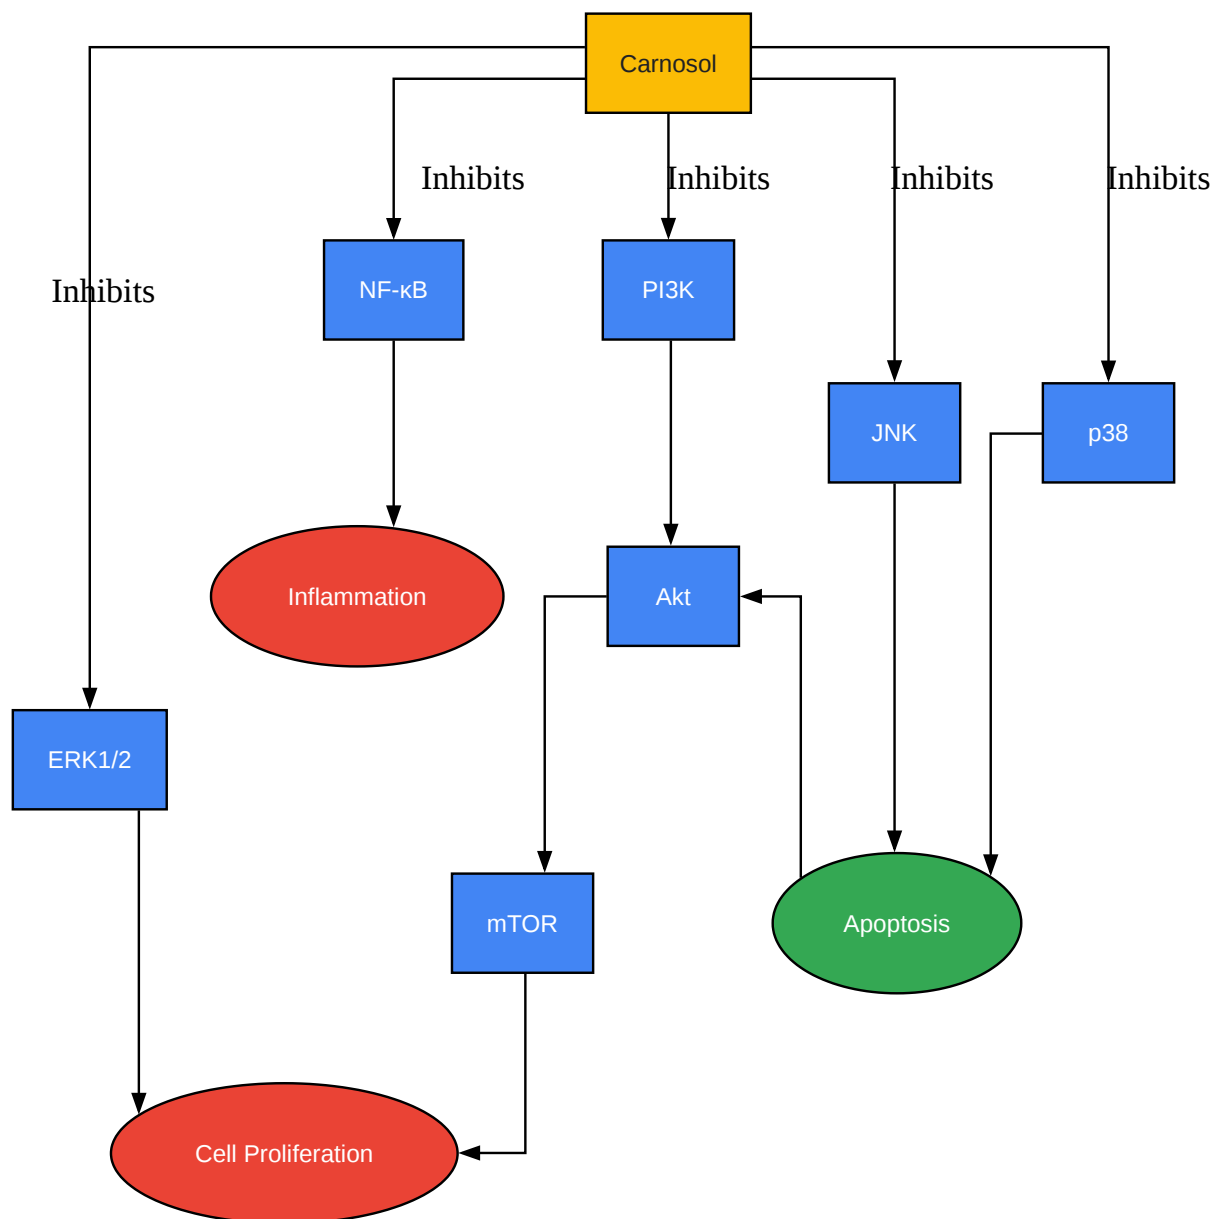 Carnosol
Inhibits
Inhibits
Inhibits
Inhibits
Inhibits
NF-κB
PI3K
JNK
p38
Inflammation
Akt
ERK1/2
mTOR
Apoptosis
Cell Proliferation